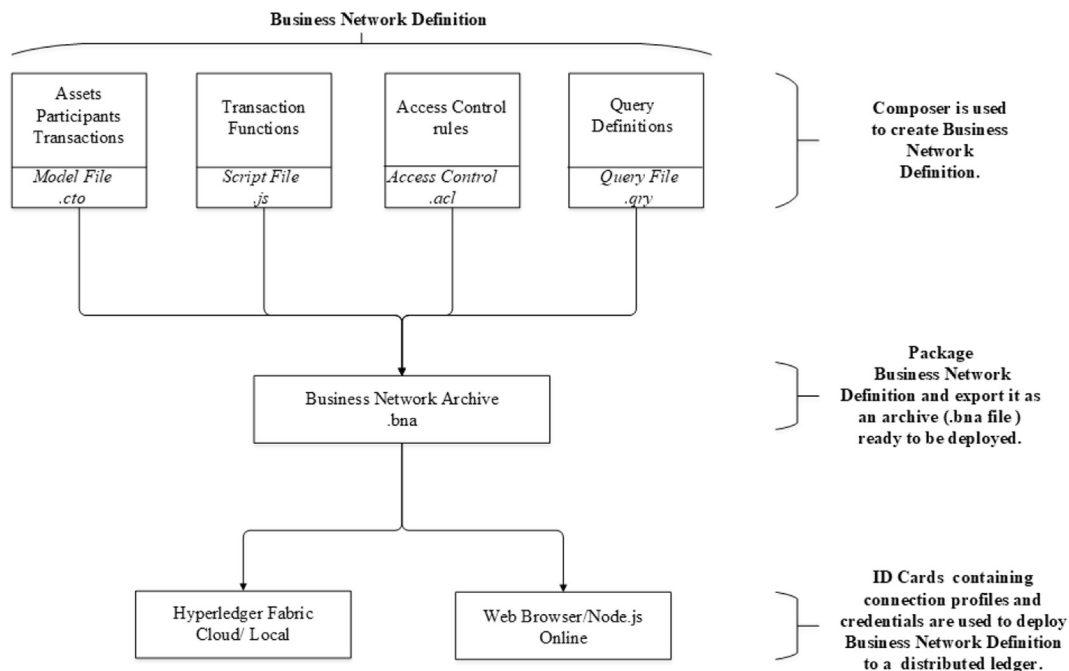 Business Network Definition
Assets
Participants
Transactions
Model File
.cto
Transaction
Functions
Script File
.js
Access Control
rules
Access Control
.acl
Query
Definitions
Query File
.qry
Composer is used
to create Business
Network
Definition.
Business Network Archive
.bna
Package
Business Network
Definition and export it as
an archive (.bna file )
ready to be deployed.
Hyperledger Fabric
Cloud/ Local
Web Browser/Node.js
Online
ID Cards containing
connection profiles and
credentials are used to deploy
Business Network Definition
to a distributed ledger.